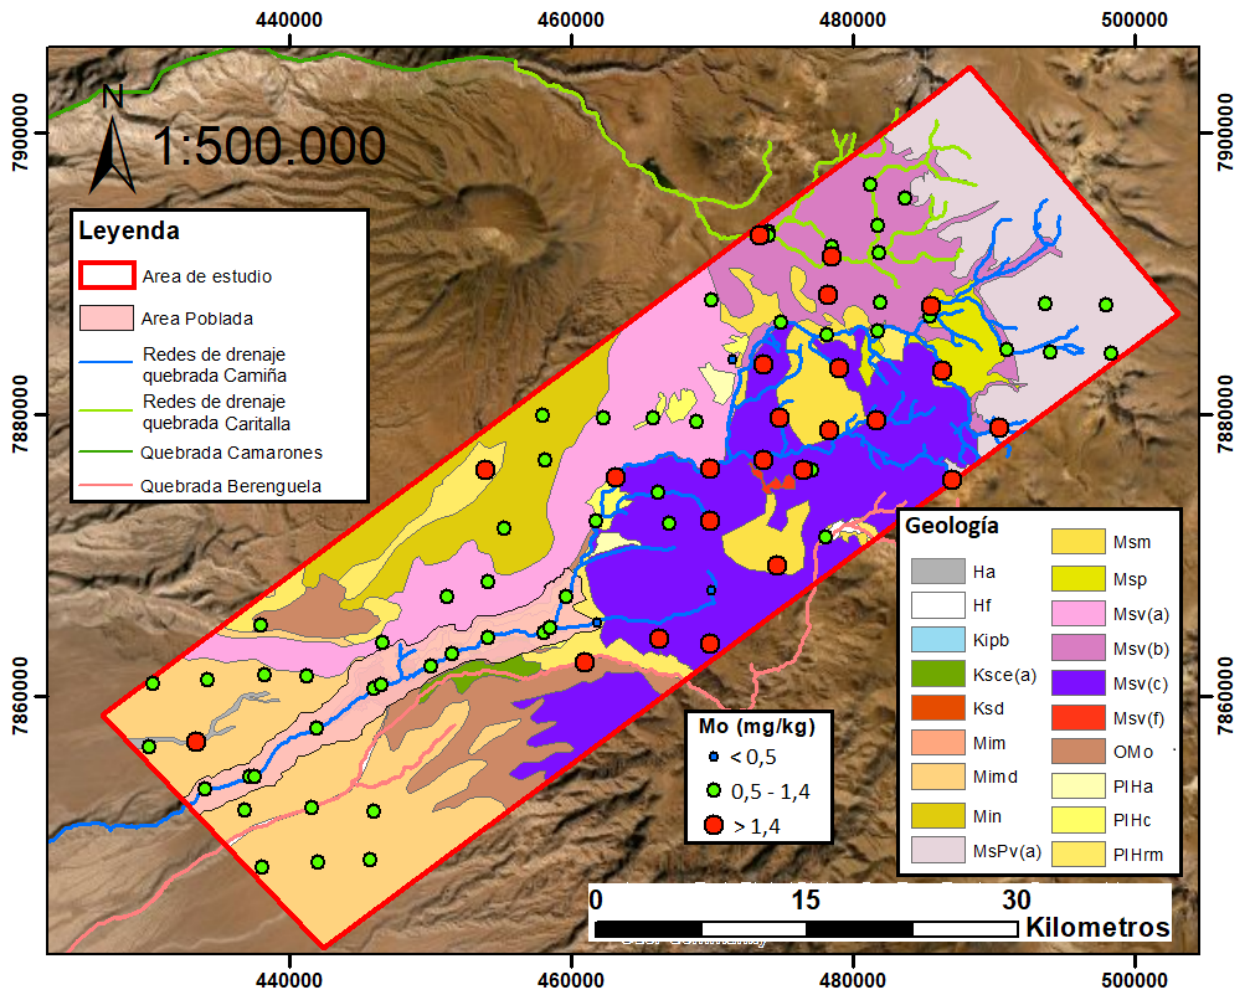 440000
460000
480000
500000
7900000
7880000
7860000
7900000
7880000
7860000
N
1:500.000
Leyenda
Area de estudio
Area Poblada
Redes de drenaje
quebrada Camiña
Redes de drenaje
quebrada Caritalla
Quebrada Camarones
Quebrada Berenguela
Mo (mg/kg)
< 0,5
0,5 - 1,4
> 1,4
Geología
Ha
Hf
Kipb
Ksce(a)
Ksd
Mim
Mimd
Min
MsPv(a)
Msm
Msp
Msv(a)
Msv(b)
Msv(c)
Msv(f)
OMo
PlHa
PlHc
PlHrm
0
15
30
Kilometros
440000
460000
480000
500000